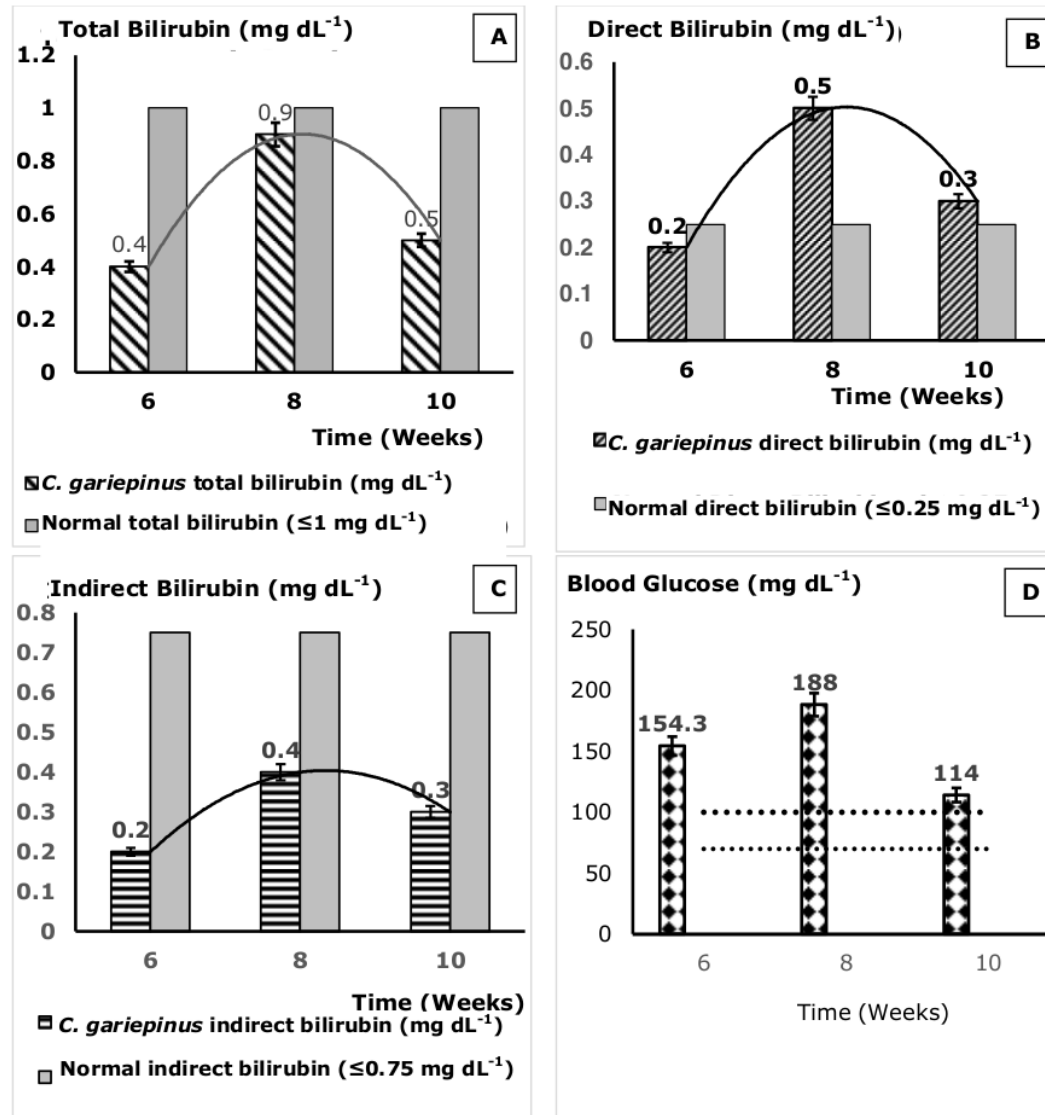 Total Bilirubin (mg dL⁻¹)
A
1.2
1
0.8
0.6
0.4
0.2
0
0.4
0.9
0.5
6
8
10
Time (Weeks)
C. gariepinus total bilirubin (mg dL⁻¹)
Normal total bilirubin (≤1 mg dL⁻¹)
Direct Bilirubin (mg dL⁻¹)
B
0.6
0.5
0.4
0.3
0.2
0.1
0
0.2
0.5
0.3
6
8
10
Time (Weeks)
C. gariepinus direct bilirubin (mg dL⁻¹)
Normal direct bilirubin (≤0.25 mg dL⁻¹)
Indirect Bilirubin (mg dL⁻¹)
C
0.8
0.7
0.6
0.5
0.4
0.3
0.2
0.1
0
0.2
0.4
0.3
6
8
10
Time (Weeks)
C. gariepinus indirect bilirubin (mg dL⁻¹)
Normal indirect bilirubin (≤0.75 mg dL⁻¹)
Blood Glucose (mg dL⁻¹)
D
250
200
150
100
50
0
154.3
188
114
6
8
10
Time (Weeks)